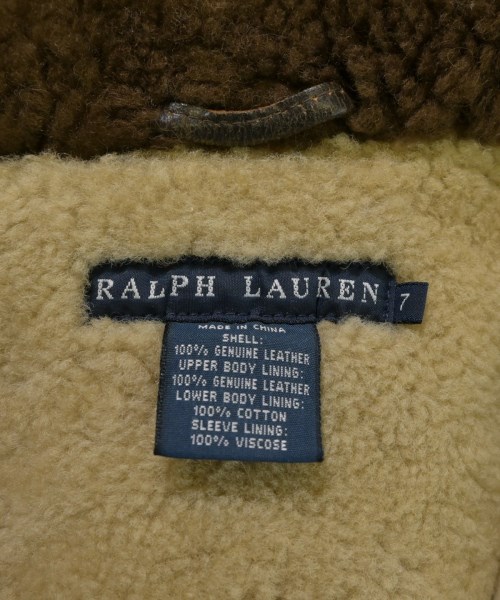 RALPH LAUREN 7
MADE IN CHINA
SHELL:
100% GENUINE LEATHER
UPPER BODY LINING:
100% GENUINE LEATHER
LOWER BODY LINING:
100% COTTON
SLEEVE LINING:
100% VISCOSE